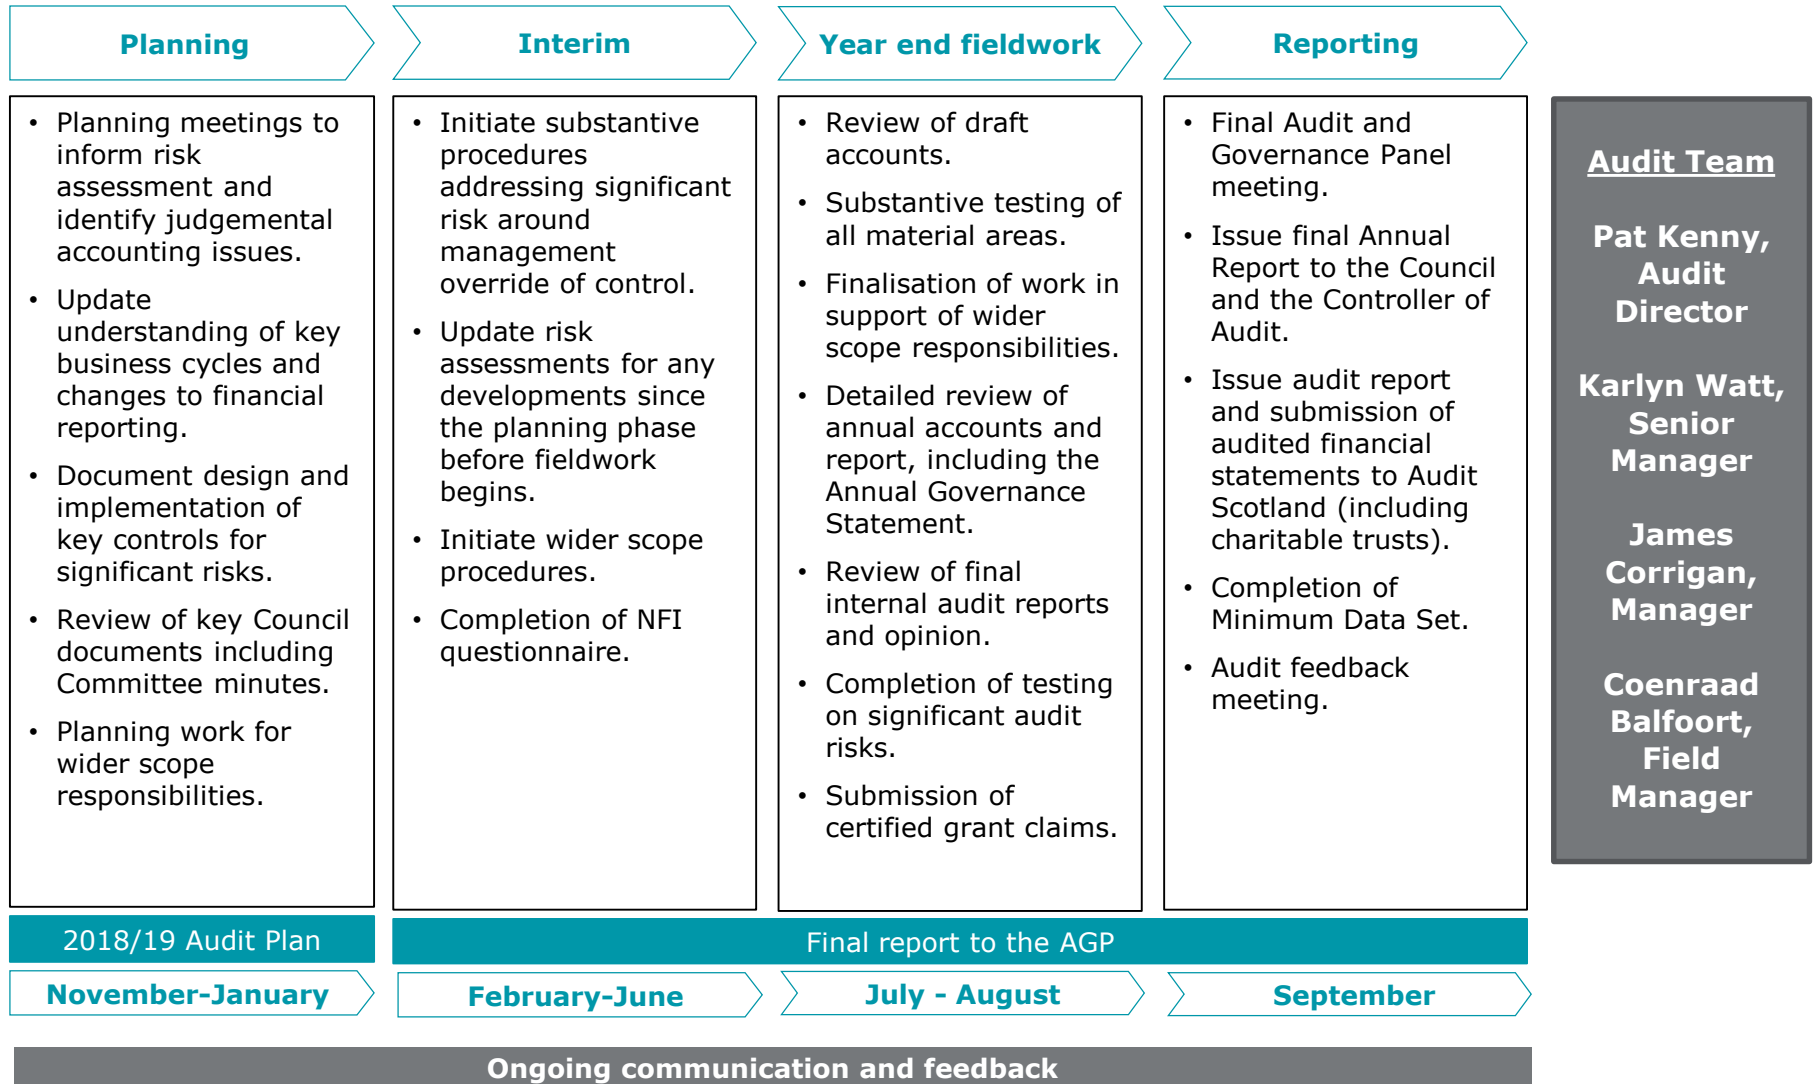 Planning
Interim
Year end fieldwork
Reporting
• Planning meetings to
inform risk
assessment and
identify judgemental
accounting issues.
• Update
understanding of key
business cycles and
changes to financial
reporting.
• Document design and
implementation of
key controls for
significant risks.
• Review of key Council
documents including
Committee minutes.
• Planning work for
wider scope
responsibilities.
• Initiate substantive
procedures
addressing significant
risk around
management
override of control.
• Update risk
assessments for any
developments since
the planning phase
before fieldwork
begins.
• Initiate wider scope
procedures.
• Completion of NFI
questionnaire.
• Review of draft
accounts.
• Substantive testing of
all material areas.
• Finalisation of work in
support of wider
scope responsibilities.
• Detailed review of
annual accounts and
report, including the
Annual Governance
Statement.
• Review of final
internal audit reports
and opinion.
• Completion of testing
on significant audit
risks.
• Submission of
certified grant claims.
• Final Audit and
Governance Panel
meeting.
• Issue final Annual
Report to the Council
and the Controller of
Audit.
• Issue audit report
and submission of
audited financial
statements to Audit
Scotland (including
charitable trusts).
• Completion of
Minimum Data Set.
• Audit feedback
meeting.
Audit Team
Pat Kenny,
Audit
Director
Karlyn Watt,
Senior
Manager
James
Corrigan,
Manager
Coenraad
Balfoort,
Field
Manager
2018/19 Audit Plan
Final report to the AGP
November-January
February-June
July - August
September
Ongoing communication and feedback